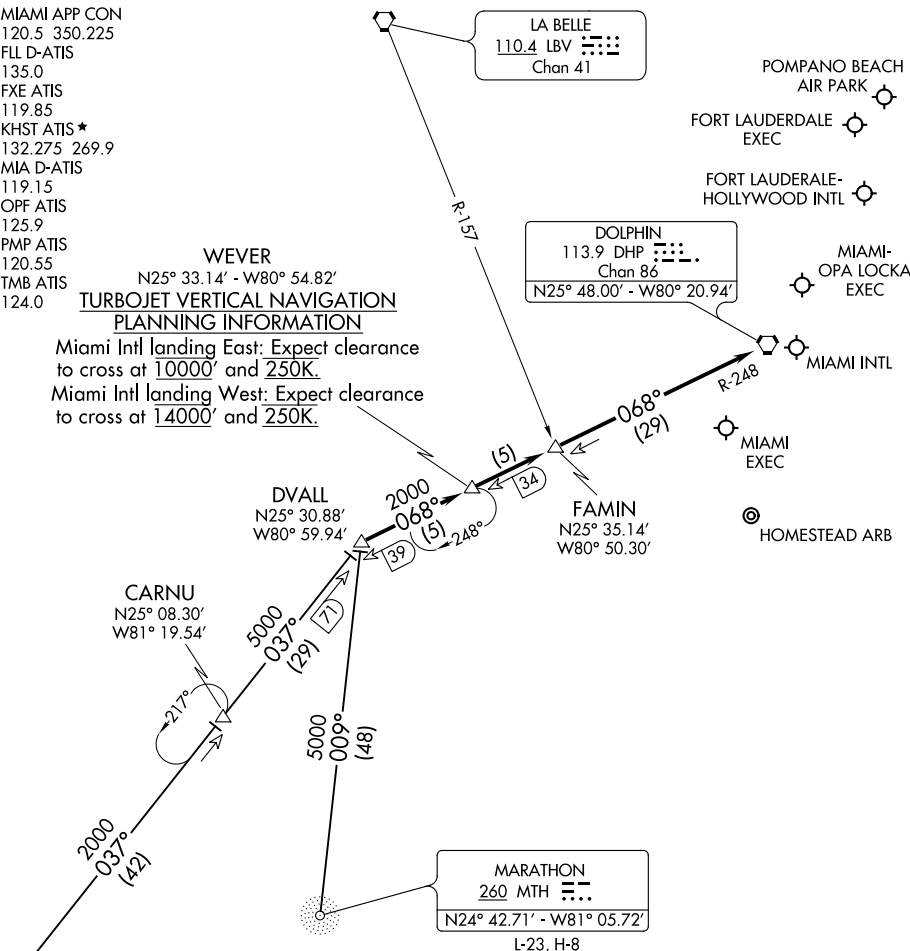 MIAMI APP CON
120.5 350.225
FLL D-ATIS
135.0
FXE ATIS
119.85
KHST ATIS★
132.275 269.9
MIA D-ATIS
119.15
OPF ATIS
125.9
PMP ATIS
120.55
TMB ATIS
124.0
LA BELLE
110.4 LBV
Chan 41
POMPANO BEACH
AIR PARK
FORT LAUDERDALE
EXEC
FORT LAUDERALE-
HOLLYWOOD INTL
R-157
DOLPHIN
113.9 DHP
Chan 86
N25° 48.00' - W80° 20.94'
MIAMI-
OPA LOCKA
EXEC
WEVER
N25° 33.14' - W80° 54.82'
TURBOJET VERTICAL NAVIGATION
PLANNING INFORMATION
Miami Intl landing East: Expect clearance
to cross at 10000' and 250K.
Miami Intl landing West: Expect clearance
to cross at 14000' and 250K.
MIAMI INTL
R-248
068°
(29)
MIAMI
EXEC
(5)
34
FAMIN
N25° 35.14'
W80° 50.30'
HOMESTEAD ARB
DVALL
N25° 30.88'
W80° 59.94'
2000
068°
(5)
248°
39
CARNU
N25° 08.30'
W81° 19.54'
5000
037°
(29)
71
217°
5000
009°
(48)
2000
037°
(42)
MARATHON
260 MTH
N24° 42.71' - W81° 05.72'
L-23, H-8